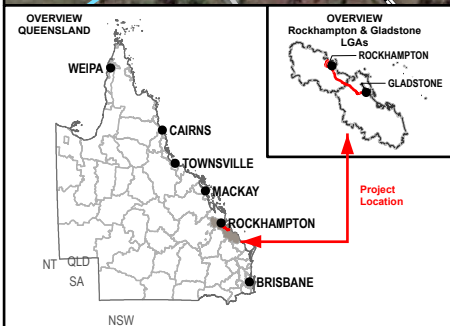 OVERVIEW
QUEENSLAND
WEIPA
CAIRNS
TOWNSVILLE
MACKAY
ROCKHAMPTON
BRISBANE
NT
QLD
SA
NSW
OVERVIEW
Rockhampton & Gladstone
LGAs
ROCKHAMPTON
GLADSTONE
Project
Location